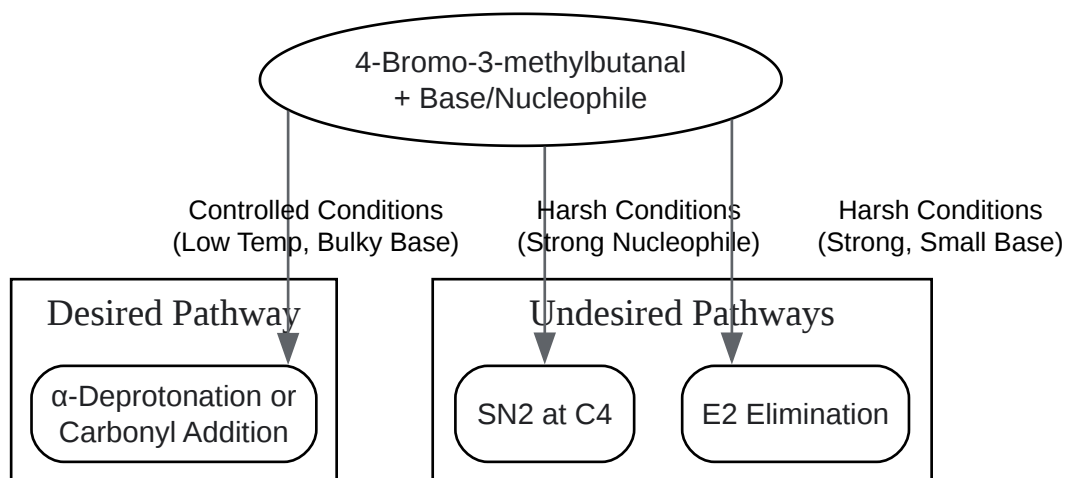 4-Bromo-3-methylbutanal
+ Base/Nucleophile
Controlled Conditions
(Low Temp, Bulky Base)
Harsh Conditions
(Strong Nucleophile)
Harsh Conditions
(Strong, Small Base)
Desired Pathway
Undesired Pathways
α-Deprotonation or
Carbonyl Addition
SN2 at C4
E2 Elimination